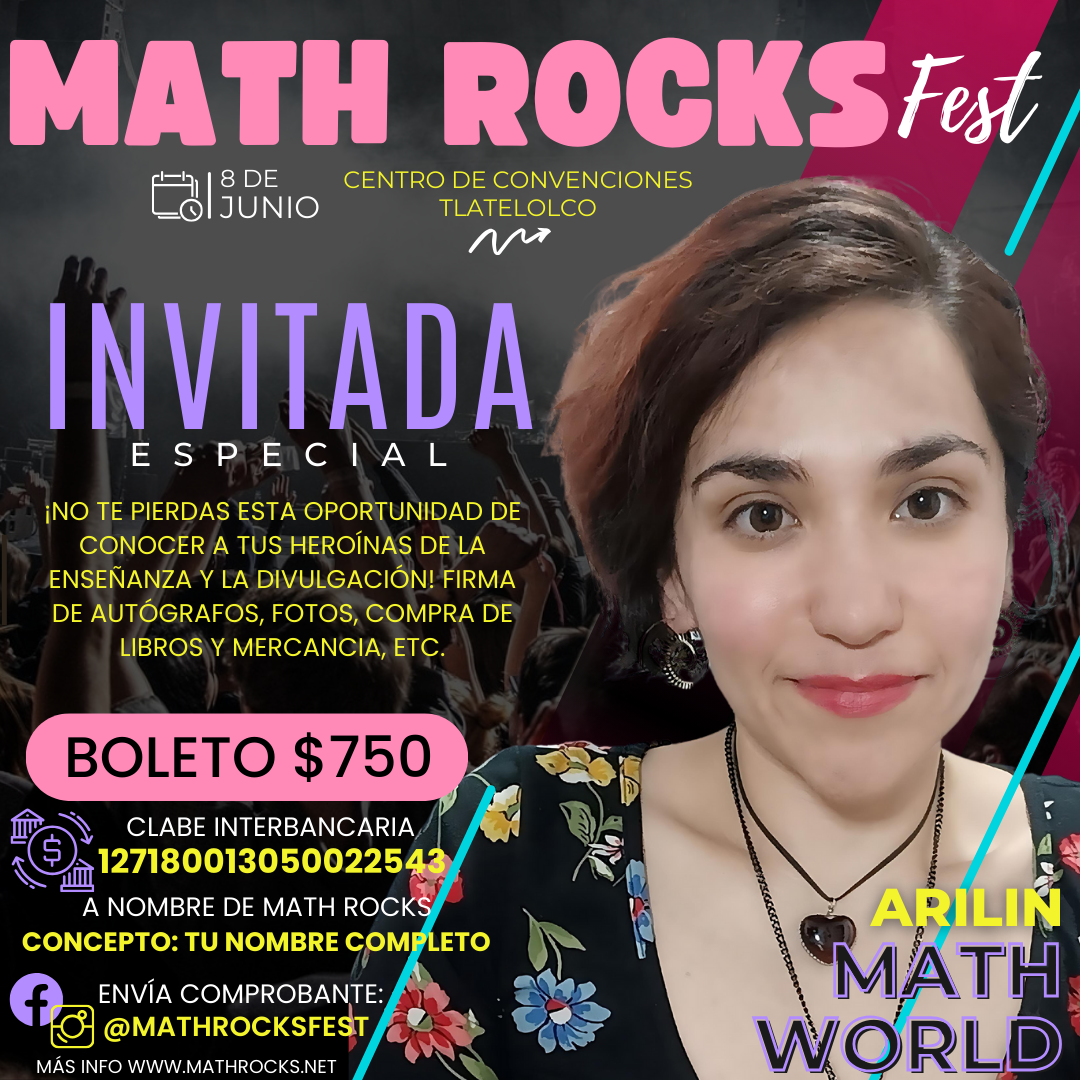 MATH ROCKS Fest
8 DE
JUNIO
CENTRO DE CONVENCIONES
TLATELOLCO
INVITADA
ESPECIAL
¡NO TE PIERDAS ESTA OPORTUNIDAD DE
CONOCER A TUS HEROÍNAS DE LA
ENSEÑANZA Y LA DIVULGACIÓN! FIRMA
DE AUTÓGRAFOS, FOTOS, COMPRA DE
LIBROS Y MERCANCIA, ETC.
BOLETO $750
CLABE INTERBANCARIA
127180013050022543
A NOMBRE DE MATH ROCKS
CONCEPTO: TU NOMBRE COMPLETO
ENVÍA COMPROBANTE:
@MATHROCKSFEST
MÁS INFO WWW.MATHROCKS.NET
ARILIN
MATH
WORLD